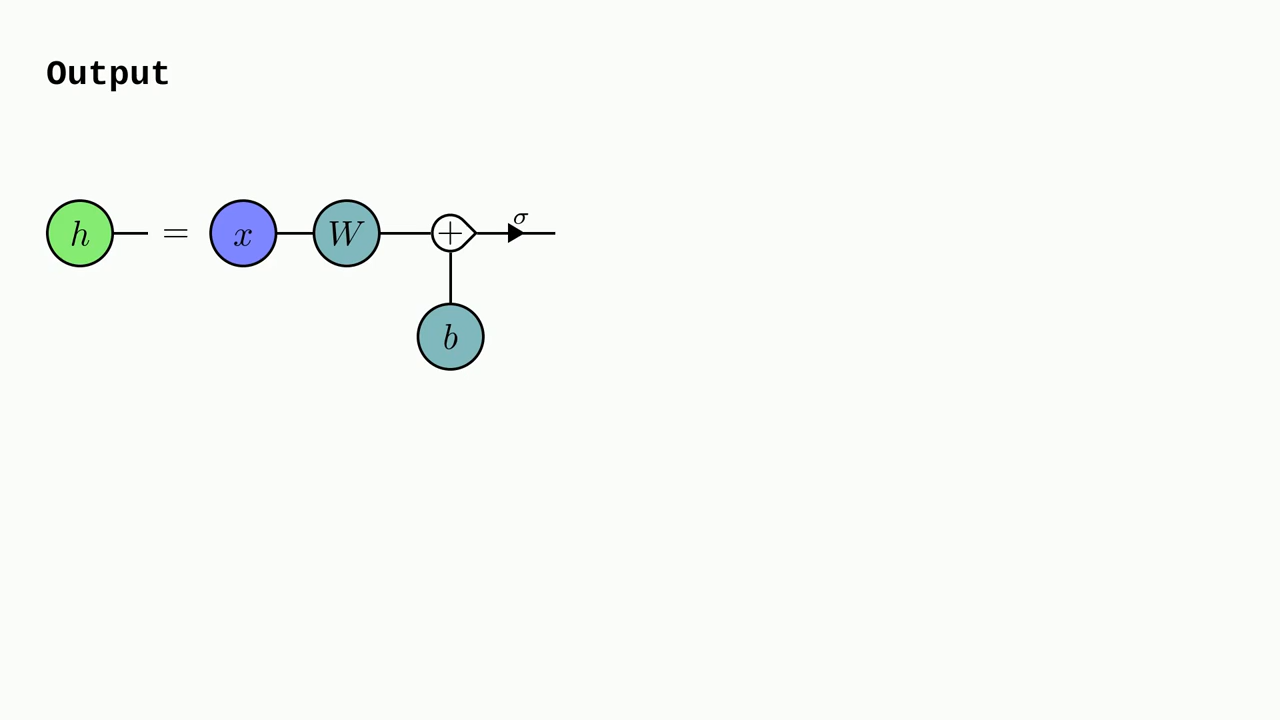 Output
σ
h = x W +
b